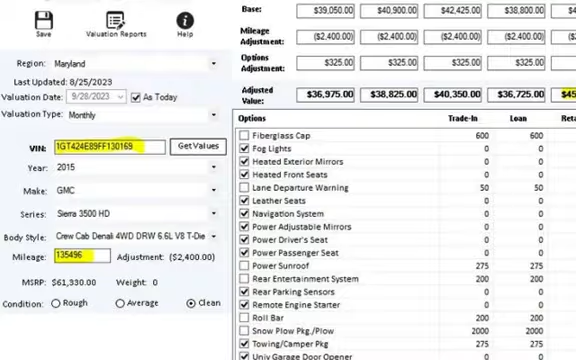 Save
Valuation Reports
Help
Region: Maryland
Last Updated: 8/25/2023
Valuation Date: 9/28/2023 As Today
Valuation Type: Monthly
VIN: 1GT424E89FF130169 Get Values
Year: 2015
Make: GMC
Series: Sierra 3500 HD
Body Style: Crew Cab Denali 4WD DRW 6.6L V8 T-Die
Mileage: 135496 Adjustment: ($2,400.00)
MSRP: $61,330.00 Weight: 0
Condition: Rough Average Clean
Base: $39,050.00 $40,900.00 $42,425.00 $38,800.00
Mileage Adjustment: ($2,400.00) ($2,400.00) ($2,400.00) ($2,400.00)
Options Adjustment: $325.00 $325.00 $325.00 $325.00
Adjusted Value: $36,975.00 $38,825.00 $40,350.00 $36,725.00 $45
Options Trade-In Loan Reta
Fiberglass Cap 600 600
Fog Lights 0 0
Heated Exterior Mirrors 0 0
Heated Front Seats 0 0
Lane Departure Warning 50 50
Leather Seats 0 0
Navigation System 0 0
Power Adjustable Mirrors 0 0
Power Driver's Seat 0 0
Power Passenger Seat 0 0
Power Sunroof 275 275
Rear Entertainment System 200 200
Rear Parking Sensors 0 0
Remote Engine Starter 0 0
Roll Bar 200 200
Snow Plow Pkg./Plow 2000 2000
Towing/Camper Pkg 275 275
Univ Garage Door Opener 0 0